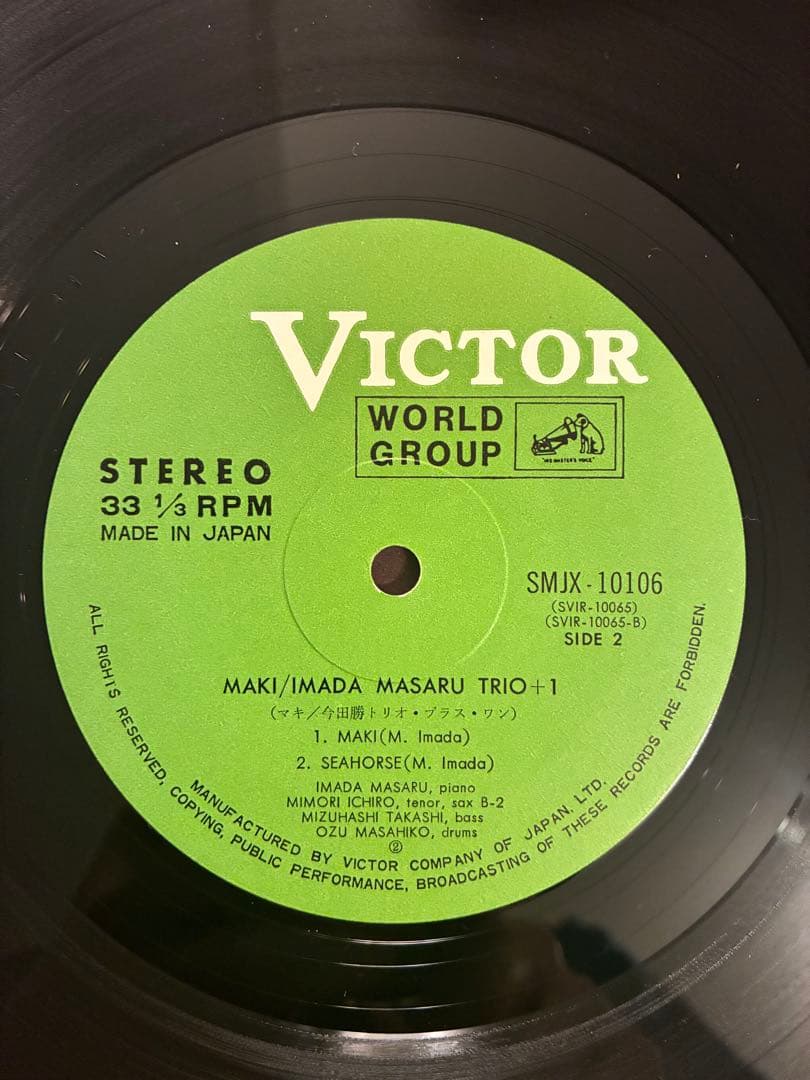 VICTOR
WORLD
GROUP
"HIS MASTER'S VOICE"
STEREO
33 1/3 RPM
MADE IN JAPAN
SMJX-10106
(SVIR-10065)
(SVIR-10065-B)
SIDE 2
MAKI/IMADA MASARU TRIO+1
(マキ/今田勝トリオ・プラス・ワン)
1. MAKI(M. Imada)
2. SEAHORSE(M. Imada)
IMADA MASARU, piano
MIMORI ICHIRO, tenor, sax B-2
MIZUHASHI TAKASHI, bass
OZU MASAHIKO, drums
②
MANUFACTURED BY VICTOR COMPANY OF JAPAN, LTD.
ALL RIGHTS RESERVED, COPYING, PUBLIC PERFORMANCE, BROADCASTING OF THESE RECORDS ARE FORBIDDEN.